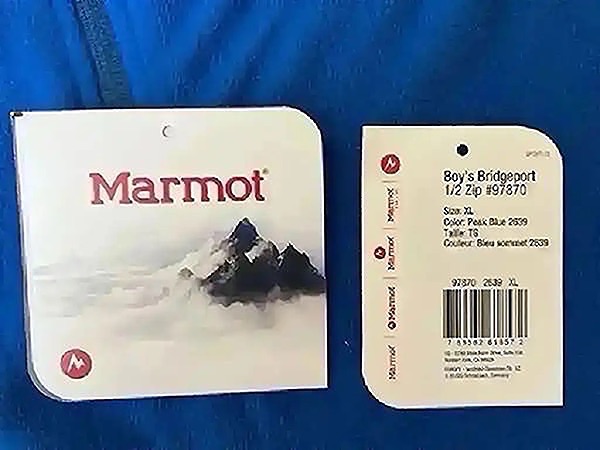 Marmot
Boy's Bridgeport
1/2 Zip #97870
Size: XL
Color: Peak Blue 2639
Taille: TG
Couleur: Bleu sommet 2639
97870 2639 XL
Marmot
Marmot
Marmot
Marmot